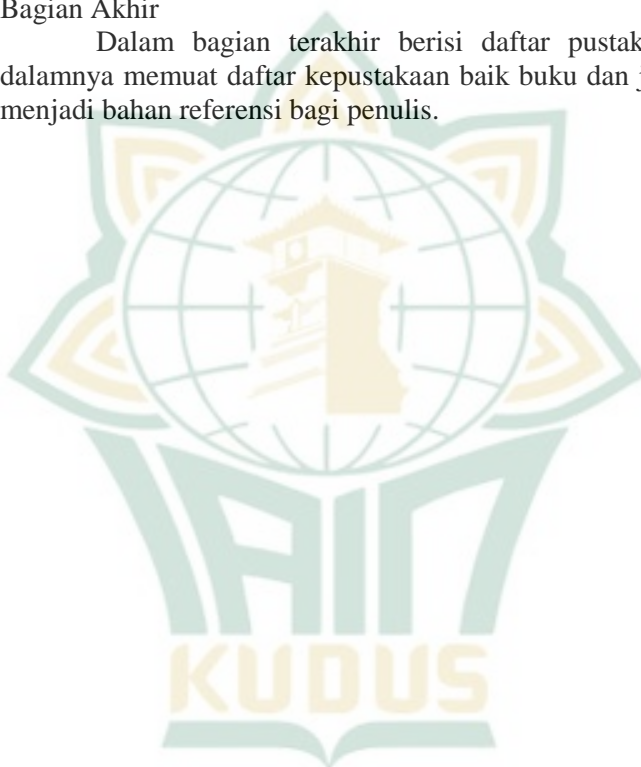 Bagian Akhir
Dalam bagian terakhir berisi daftar pustak
dalamnya memuat daftar kepustakaan baik buku dan j
menjadi bahan referensi bagi penulis.
IAIN
KUDUS